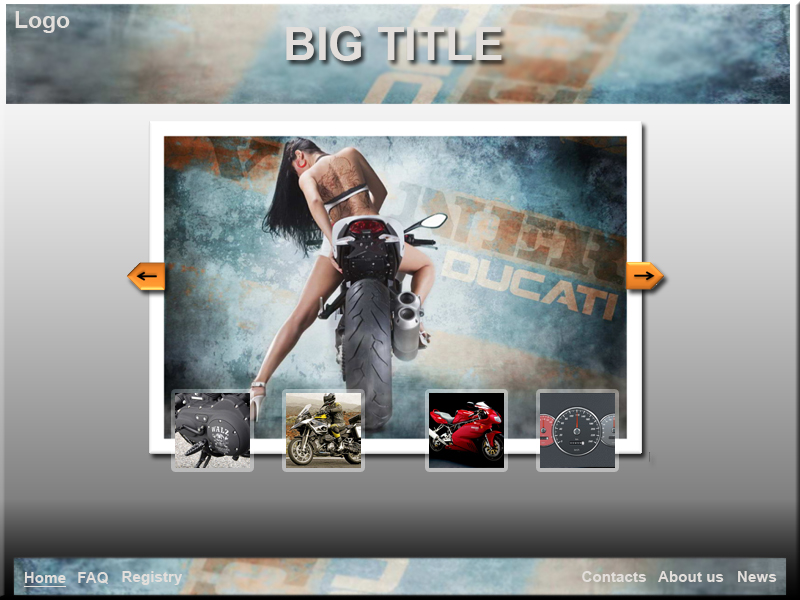 Logo
BIG TITLE
DUCATI
Home FAQ Registry
Contacts About us News